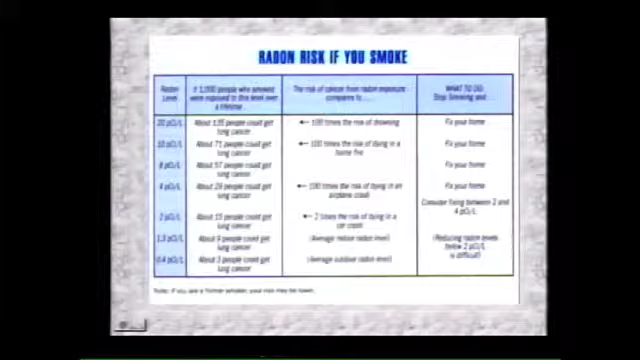 RADON RISK IF YOU SMOKE
Radon
Level
If 1,000 people who smoked
were exposed to this level over
a lifetime
The risk of cancer from radon exposure
compares to
WHAT TO DO:
Stop Smoking and
20 pCi/L
About 135 people could get
lung cancer
100 times the risk of drowning
Fix your home
10 pCi/L
About 71 people could get
lung cancer
100 times the risk of dying in a
home fire
Fix your home
8 pCi/L
About 57 people could get
lung cancer
Fix your home
4 pCi/L
About 29 people could get
lung cancer
100 times the risk of dying in an
airplane crash
Fix your home
Consider fixing between 2 and
4 pCi/L
2 pCi/L
About 15 people could get
lung cancer
2 times the risk of dying in a
car crash
1.3 pCi/L
About 9 people could get
lung cancer
(Average indoor radon level)
(Reducing radon levels
below 2 pCi/L
is difficult)
0.4 pCi/L
About 3 people could get
lung cancer
(Average outdoor radon level)
Note: If you are a former smoker, your risk may be lower.